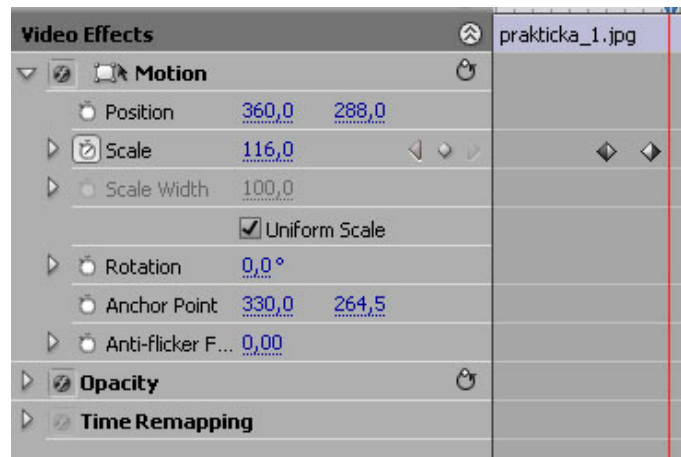 Video Effects
prakticka_1.jpg
Motion
Position 360,0 288,0
Scale 116,0
Scale Width 100,0
Uniform Scale
Rotation 0,0°
Anchor Point 330,0 264,5
Anti-flicker F... 0,00
Opacity
Time Remapping